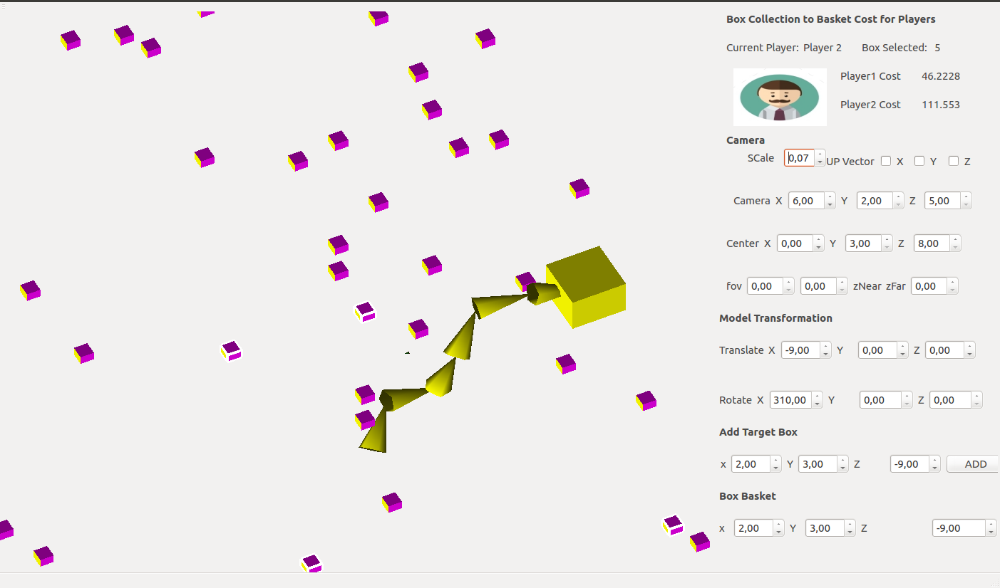 Box Collection to Basket Cost for Players
Current Player: Player 2 Box Selected: 5
Player1 Cost 46.2228
Player2 Cost 111.553
Camera
SCale 0,07 UP Vector X Y Z
Camera X 6,00 Y 2,00 Z 5,00
Center X 0,00 Y 3,00 Z 8,00
fov 0,00 0,00 zNear zFar 0,00
Model Transformation
Translate X -9,00 Y 0,00 Z 0,00
Rotate X 310,00 Y 0,00 Z 0,00
Add Target Box
x 2,00 Y 3,00 Z -9,00 ADD
Box Basket
x 2,00 Y 3,00 Z -9,00